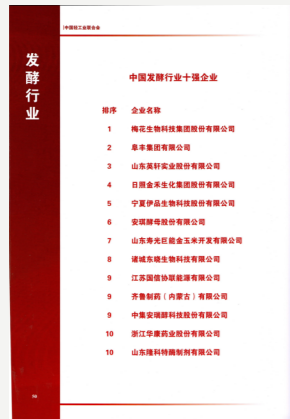 中国轻工业联合会
发酵行业
中国发酵行业十强企业
排序 企业名称
1 梅花生物科技集团股份有限公司
2 阜丰集团有限公司
3 山东英轩实业股份有限公司
4 日照金禾生化集团股份有限公司
5 宁夏伊品生物科技股份有限公司
6 安琪酵母股份有限公司
7 山东寿光巨能金玉米开发有限公司
8 诸城东晓生物科技有限公司
9 江苏国信协联能源有限公司
9 齐鲁制药（内蒙古）有限公司
9 中集安瑞醇科技股份有限公司
10 浙江华康药业股份有限公司
10 山东隆科特酶制剂有限公司